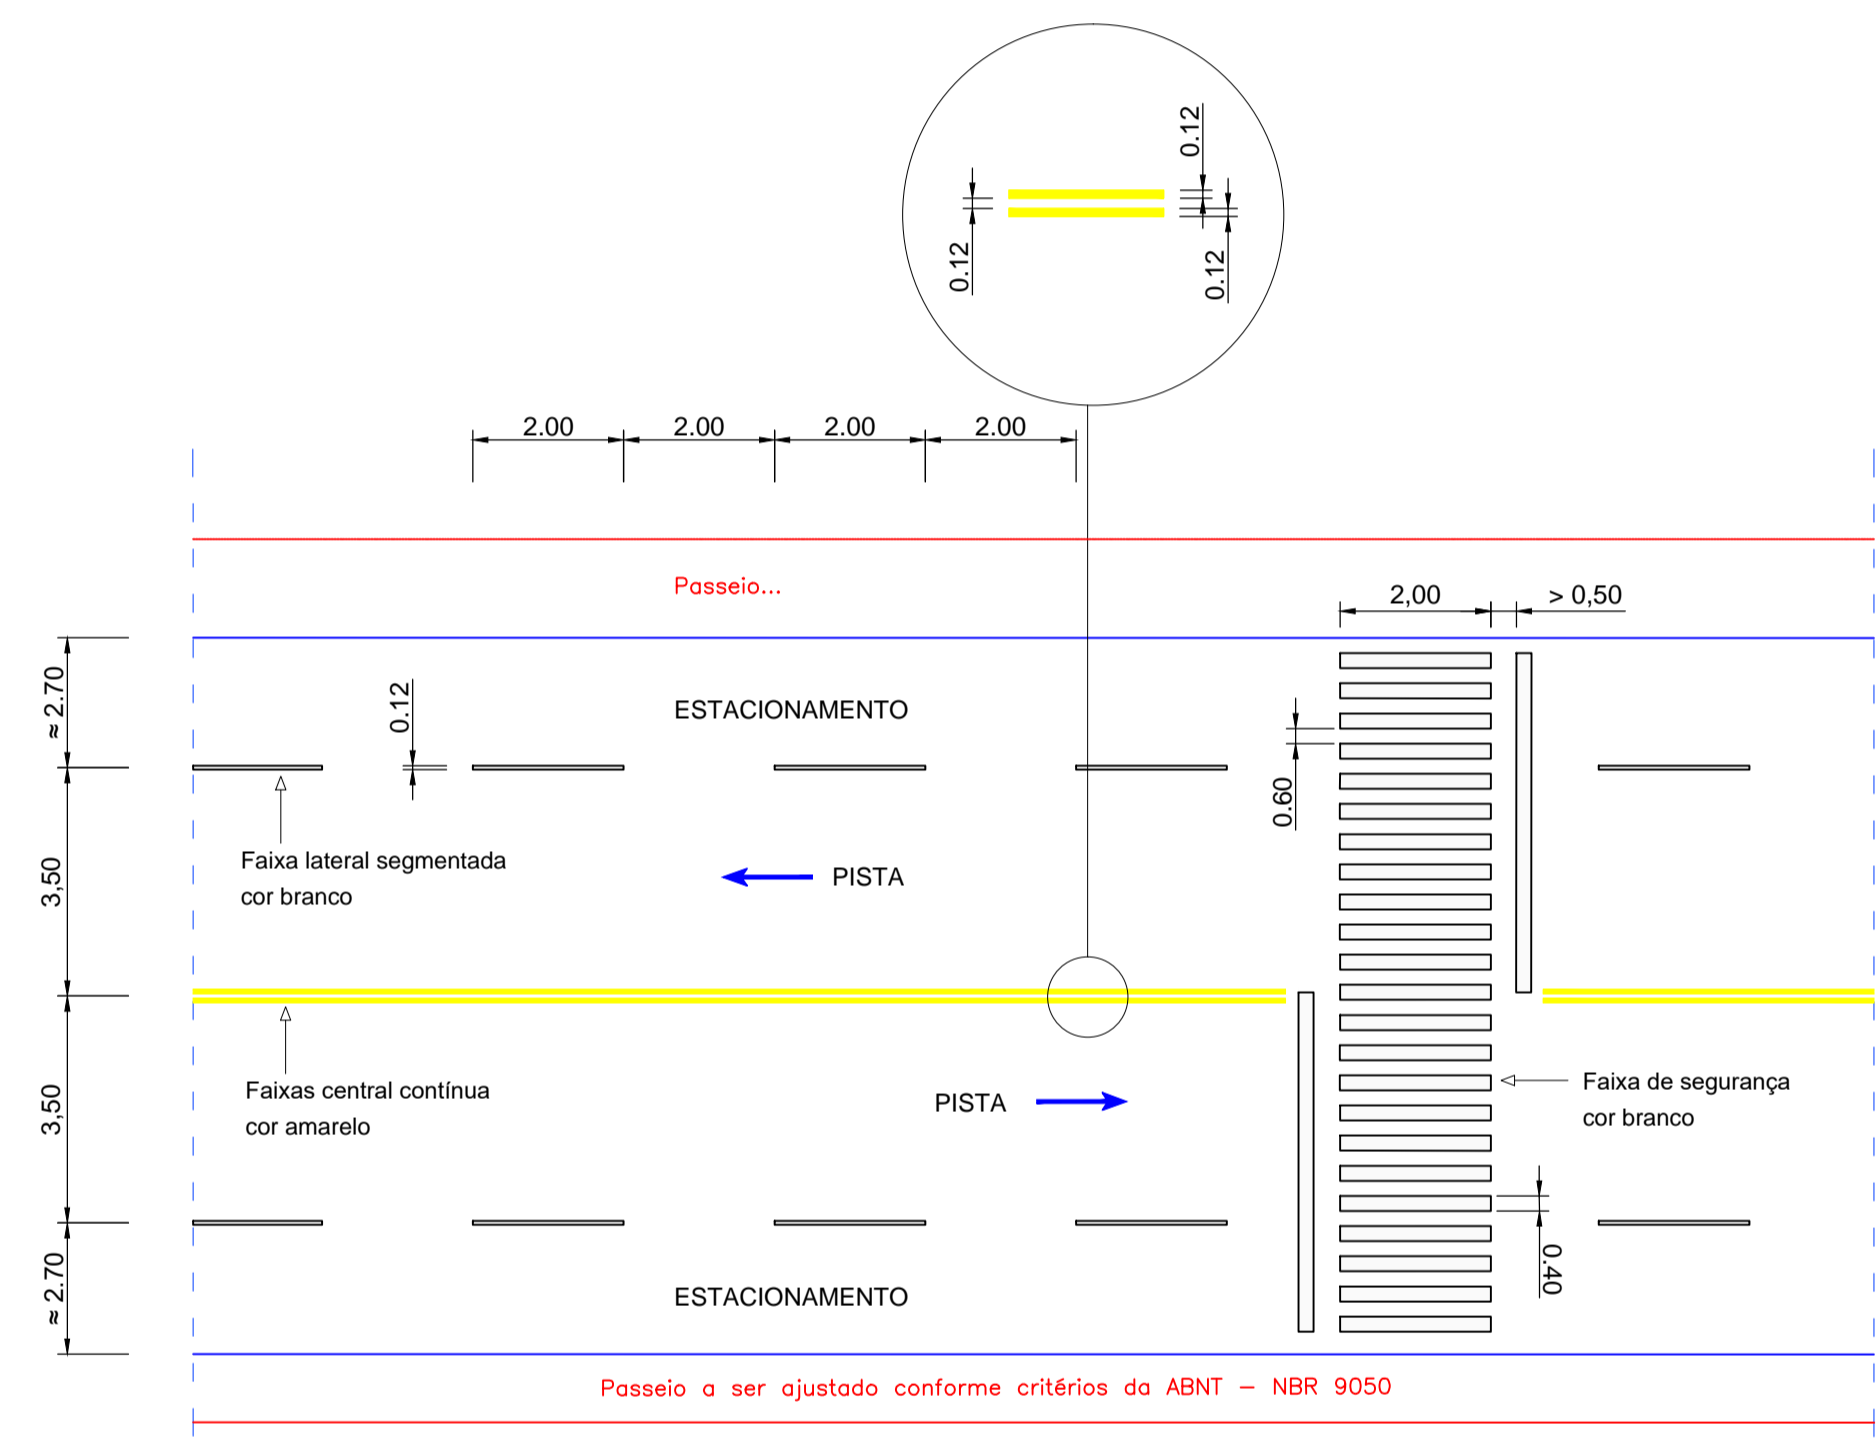 0.12
0.12
0.12
2.00 2.00 2.00 2.00
Passeio...
2,00 > 0,50
≈ 2.70
0.12
ESTACIONAMENTO
0.60
Faixa lateral segmentada
cor branco
3,50
PISTA
Faixas central contínua
cor amarelo
3,50
PISTA
Faixa de segurança
cor branco
0.40
≈ 2.70
ESTACIONAMENTO
Passeio a ser ajustado conforme critérios da ABNT – NBR 9050